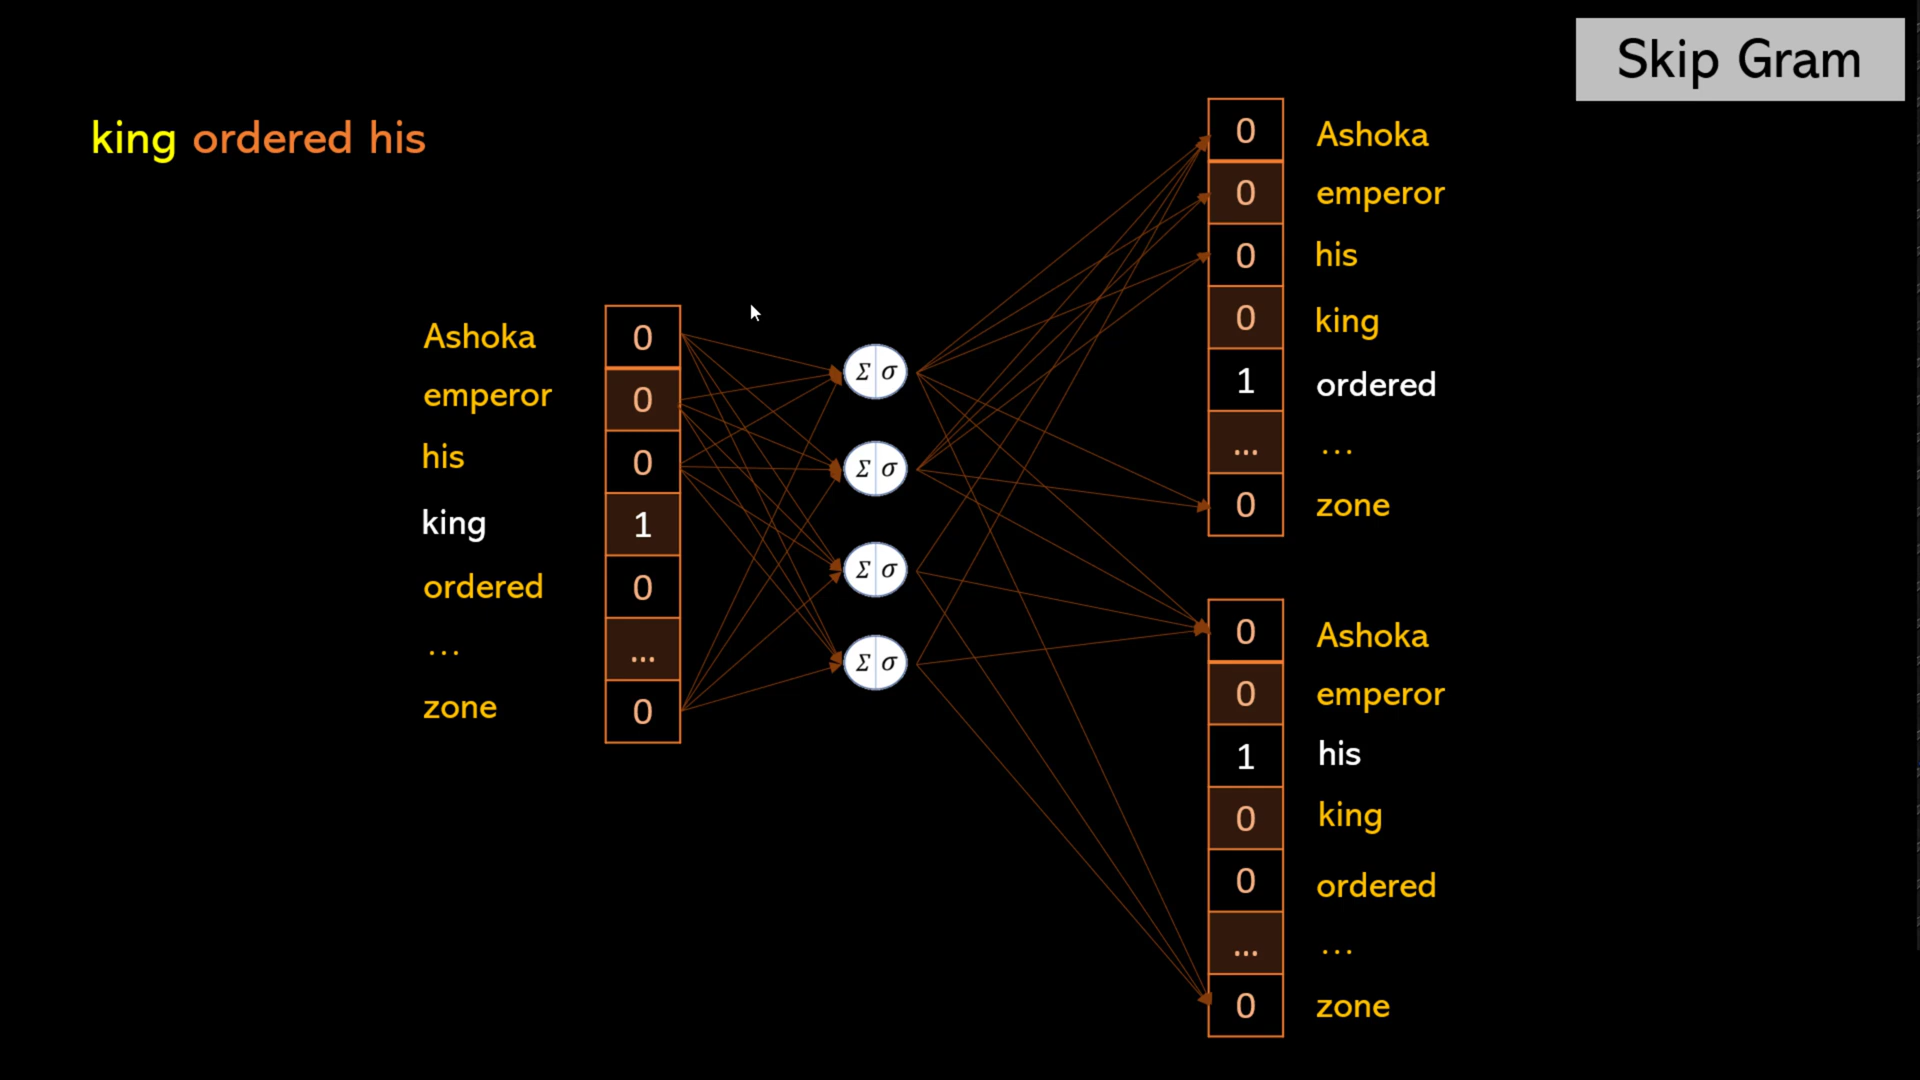 Skip Gram
king ordered his
Ashoka 0
emperor 0
his 0
king 1
ordered 0
... ...
zone 0
Σ σ
Σ σ
Σ σ
Σ σ
0 Ashoka
0 emperor
0 his
0 king
1 ordered
... ...
0 zone
0 Ashoka
0 emperor
1 his
0 king
0 ordered
... ...
0 zone